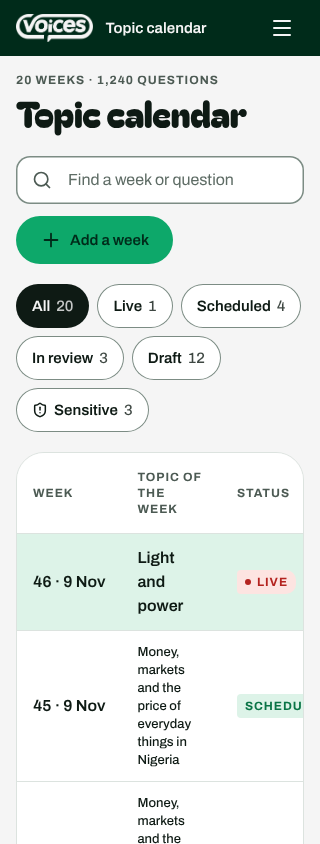 Voices Topic calendar
20 WEEKS · 1,240 QUESTIONS
Topic calendar
Find a week or question
Add a week
All 20 Live 1 Scheduled 4
In review 3 Draft 12
Sensitive 3
WEEK TOPIC OF THE WEEK STATUS
46 · 9 Nov
Light
and
power
LIVE
45 · 9 Nov
Money,
markets
and the
price of
everyday
things in
Nigeria
SCHEDU
Money,
markets
and the